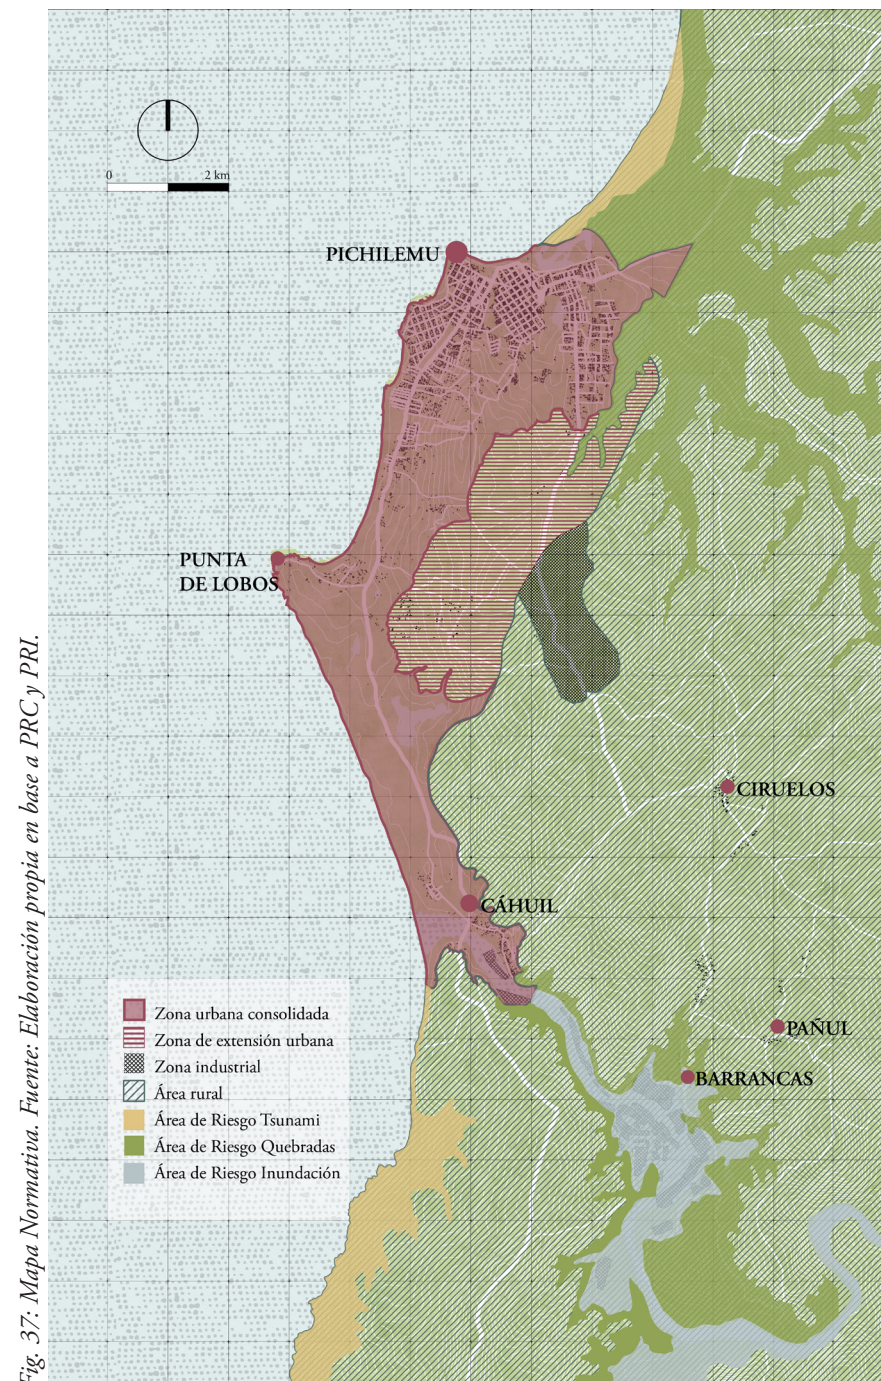 0 2 km
PICHILEMU
PUNTA
DE LOBOS
CIRUELOS
CÁHUIL
PAÑUL
BARRANCAS
Zona urbana consolidada
Zona de extensión urbana
Zona industrial
Área rural
Área de Riesgo Tsunami
Área de Riesgo Quebradas
Área de Riesgo Inundación
Fig. 37: Mapa Normativa. Fuente: Elaboración propia en base a PRC y PRI.